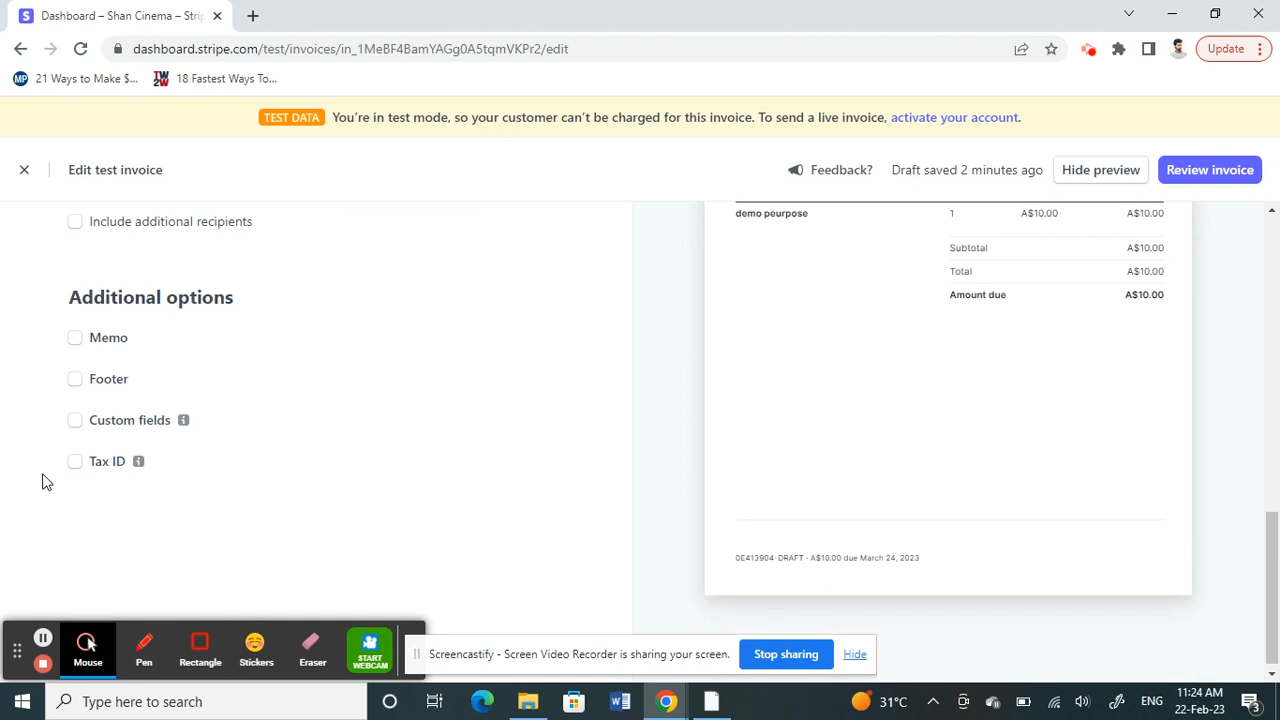 Dashboard – Shan Cinema – Strip
dashboard.stripe.com/test/invoices/in_1MeBF4BamYAGg0A5tqmVKPr2/edit
Update
MP 21 Ways to Make $...
TW 2W 18 Fastest Ways To...
TEST DATA You're in test mode, so your customer can't be charged for this invoice. To send a live invoice, activate your account.
Edit test invoice
Feedback? Draft saved 2 minutes ago Hide preview Review invoice
Include additional recipients
demo peurpose 1 A$10.00 A$10.00
Subtotal A$10.00
Total A$10.00
Amount due A$10.00
Additional options
Memo
Footer
Custom fields
Tax ID
0E413904-DRAFT · A$10.00 due March 24, 2023
Mouse Pen Rectangle Stickers Eraser START WEBCAM
Screencastify - Screen Video Recorder is sharing your screen. Stop sharing Hide
Type here to search
31°C ENG 11:24 AM
22-Feb-23 3